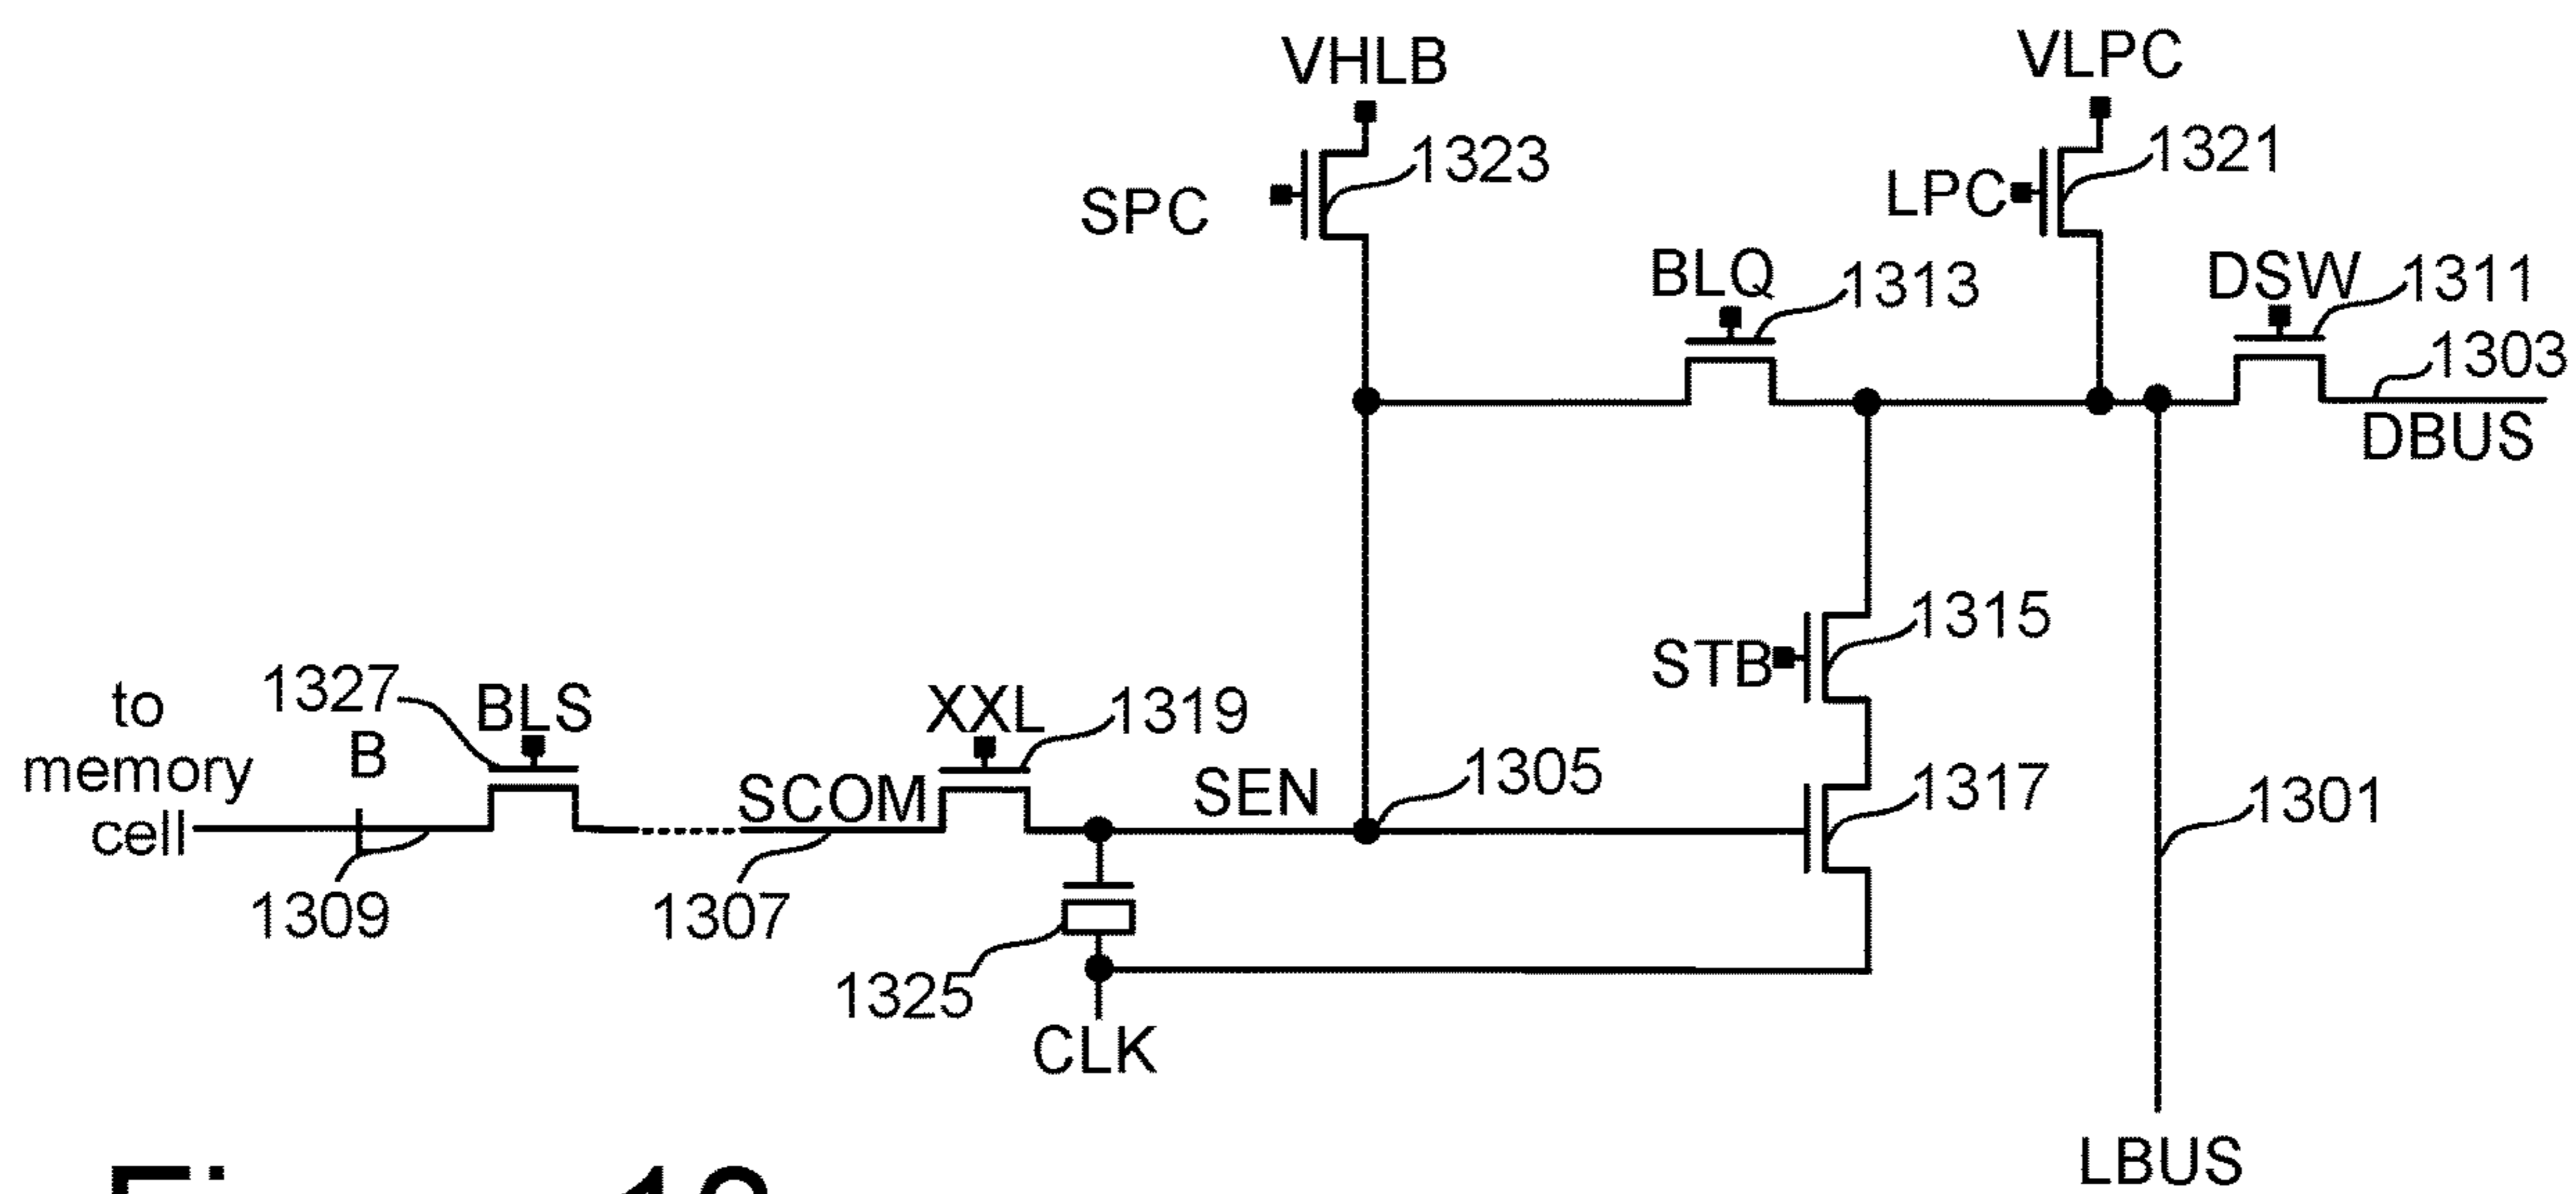 VHLB
VLPC
1323
1321
SPC
LPC
BLQ
1313
DSW
1311
1303
DBUS
STB
1315
to
memory
cell
B
1327
BLS
XXL
1319
SCOM
SEN
1305
1317
1301
1309
1307
1325
CLK
LBUS